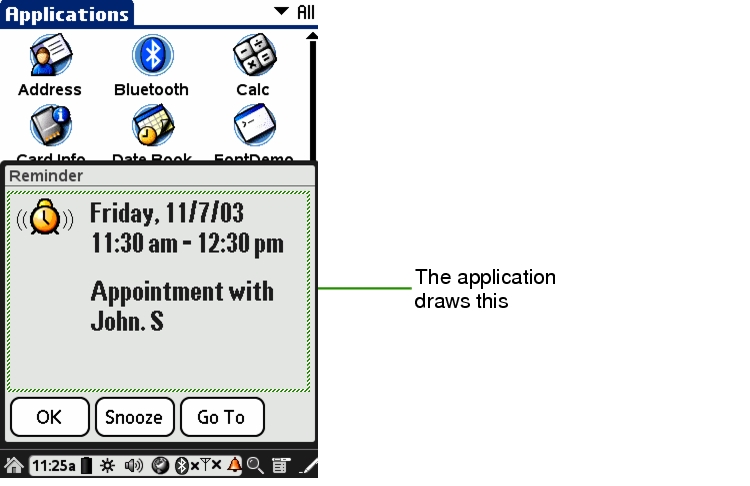 Applications
All
Address Bluetooth Calc
Card Info Date Book FontDemo
Reminder
Friday, 11/7/03
11:30 am - 12:30 pm
Appointment with
John. S
The application
draws this
OK Snooze Go To
11:25a